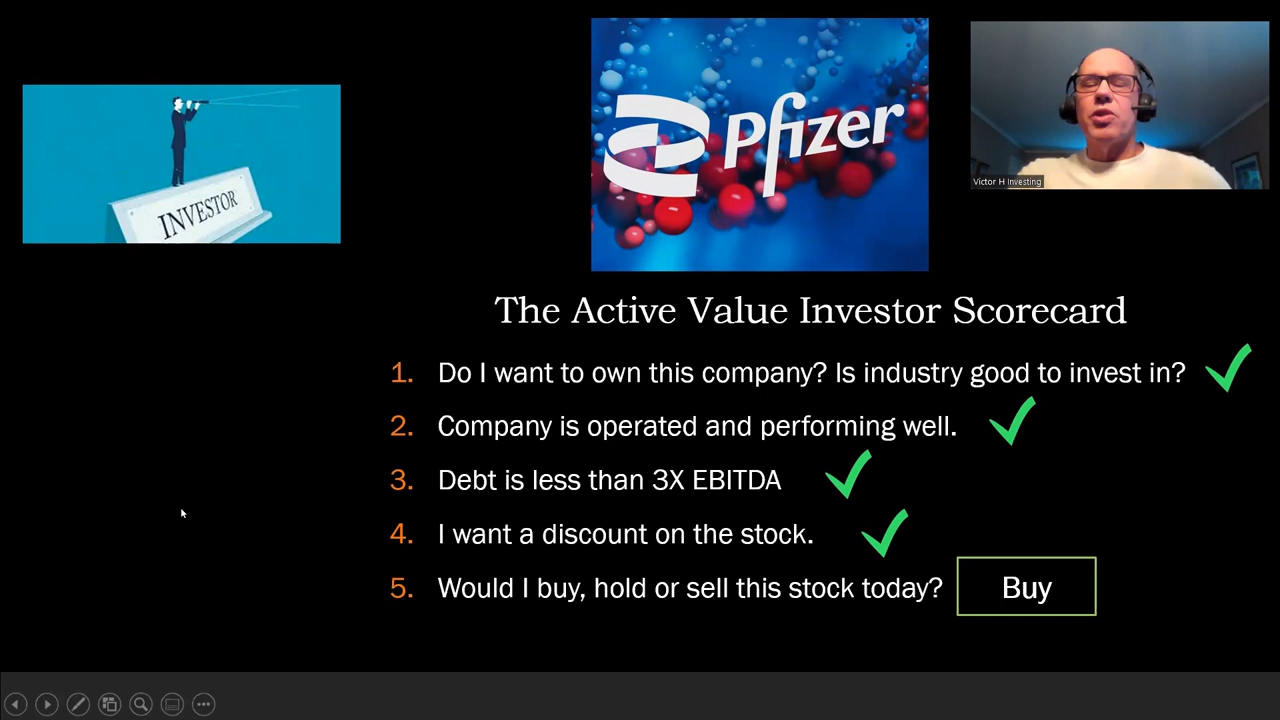 INVESTOR
Pfizer
Victor H Investing
The Active Value Investor Scorecard
1. Do I want to own this company? Is industry good to invest in?
2. Company is operated and performing well.
3. Debt is less than 3X EBITDA
4. I want a discount on the stock.
5. Would I buy, hold or sell this stock today?
Buy